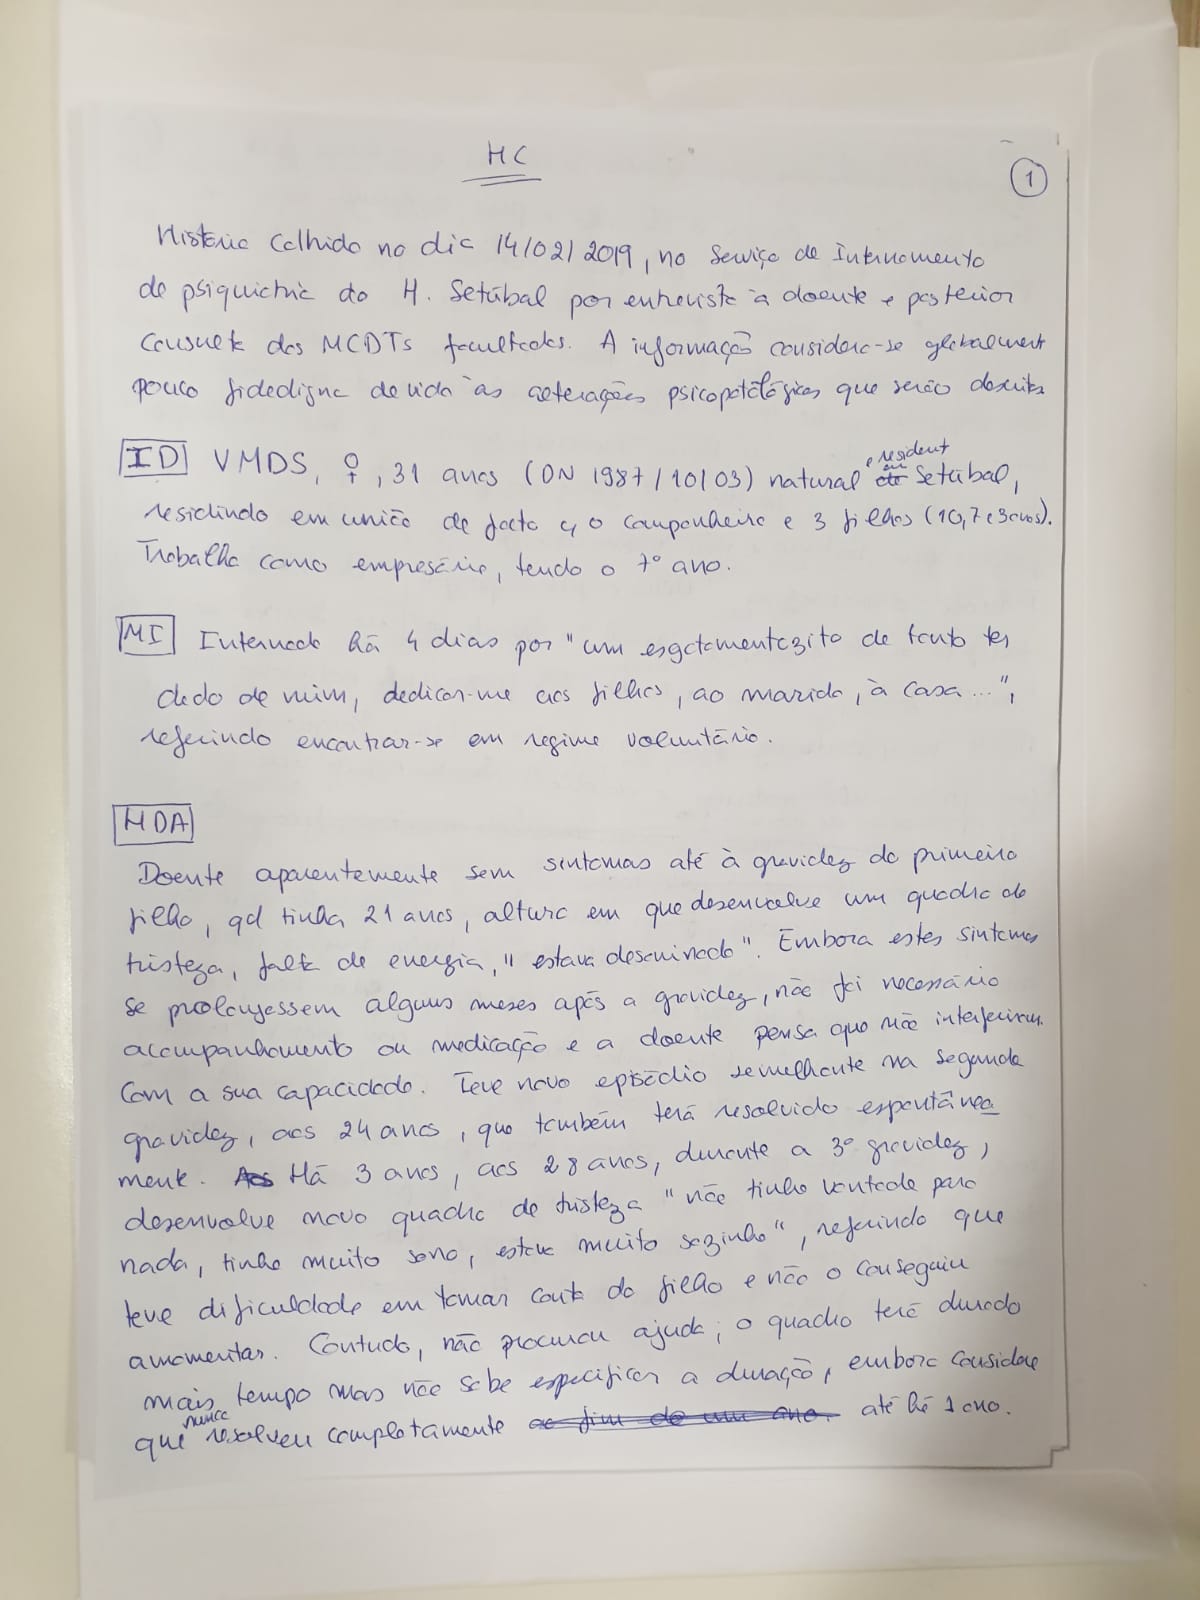 HC
1
História colhida no dia 14/02/2019, no Serviço de Internamento
de psiquiatria do H. Setúbal por entrevista à doente e posterior
consulta dos MCDTs facultados. A informação considera-se globalment
pouco fidedigna devido às alterações psicopatológicas que serão descritas
ID VMDS, ♀, 31 anos (DN 1987/10/03) natural e resident em Setúbal,
residindo em união de facto c/ o companheiro e 3 filhos (10, 7 e 3 anos).
Trabalha como empresária, tendo o 7º ano.
MI Internada há 4 dias por "um esgotamentozito de tanto ter
dado de mim, dedicar-me aos filhos, ao marido, à casa...",
referindo encontrar-se em regime voluntário.
HDA
Doente aparentemente sem sintomas até à gravidez do primeiro
filho, qd tinha 21 anos, altura em que desenvolve um quadro de
tristeza, falta de energia, "estava desanimada". Embora estes sintomas
se prolongassem alguns meses após a gravidez, não foi necessário
acompanhamento ou medicação e a doente pensa que não interferiram
com a sua capacidade. Teve novo episódio semelhante na segunda
gravidez, aos 24 anos, que também terá resolvido espontânea
mente. Há 3 anos, aos 28 anos, durante a 3ª gravidez,
desenvolve novo quadro de tristeza "não tinha vontade para
nada, tinha muito sono, estava muito sozinha", referindo que
teve dificuldade em tomar conta do filho e não o conseguiu
amamentar. Contudo, não procurou ajuda; o quadro terá durado
mais tempo mas não sabe especificar a duração, embora considere
que nunca resolveu completamente ao fim de um ano. até há 1 ano.